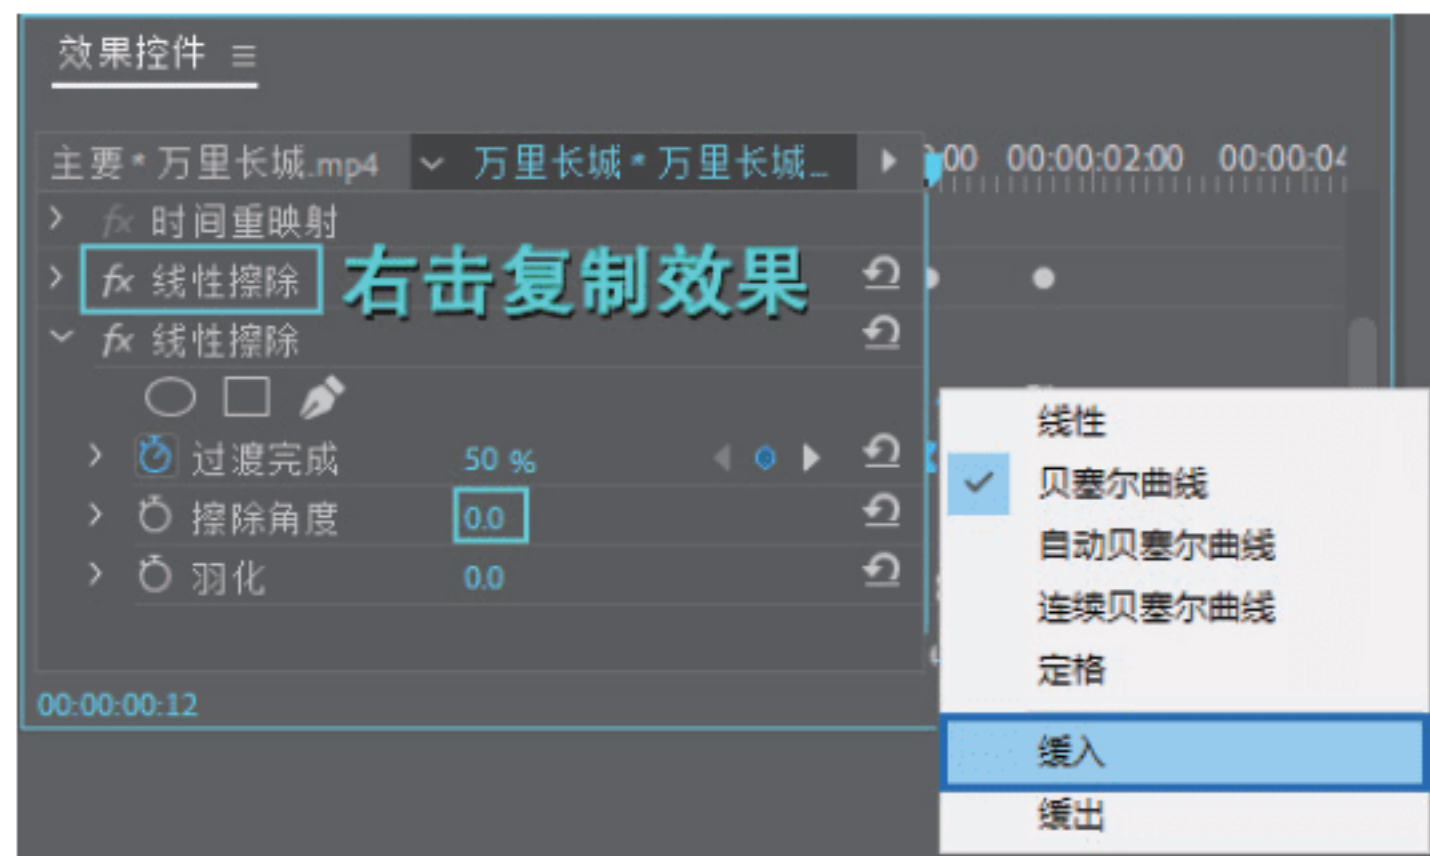 效果控件
主要*万里长城.mp4 万里长城*万里长城... :00 00:00:02:00 00:00:04
fx 时间重映射
fx 线性擦除 右击复制效果
fx 线性擦除
过渡完成 50 %
擦除角度 0.0
羽化 0.0
00:00:00:12
线性
贝塞尔曲线
自动贝塞尔曲线
连续贝塞尔曲线
定格
缓入
缓出